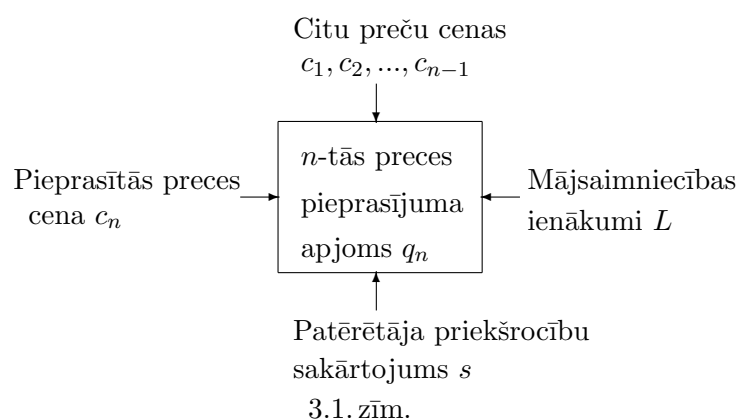 Citu preču cenas
c₁, c₂, ..., cₙ₋₁
n-tās preces
pieprasījuma
apjoms qₙ
Pieprasītās preces
cena cₙ
Mājsaimniecības
ienākumi L
Patērētāja priekšrocību
sakārtojums s
3.1. zīm.